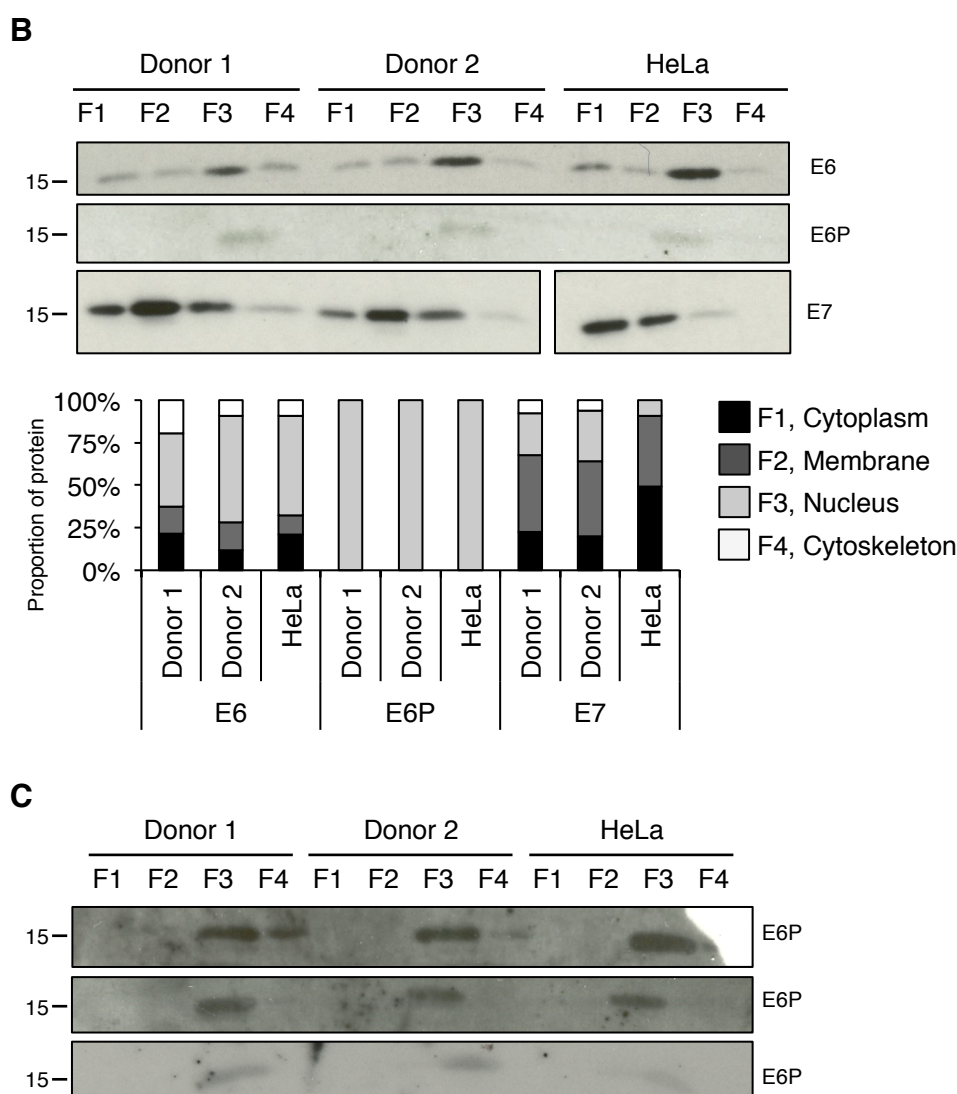 B
Donor 1 Donor 2 HeLa
F1 F2 F3 F4 F1 F2 F3 F4 F1 F2 F3 F4
15 E6
15 E6P
15 E7
100%
75%
50%
25%
0%
Proportion of protein
F1, Cytoplasm
F2, Membrane
F3, Nucleus
F4, Cytoskeleton
Donor 1 Donor 2 HeLa Donor 1 Donor 2 HeLa Donor 1 Donor 2 HeLa
E6 E6P E7
C
Donor 1 Donor 2 HeLa
F1 F2 F3 F4 F1 F2 F3 F4 F1 F2 F3 F4
15 E6P
15 E6P
15 E6P